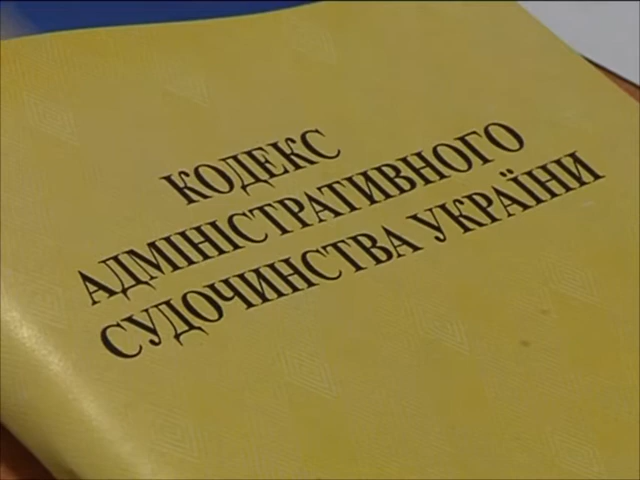 КОДЕКС
АДМІНІСТРАТИВНОГО
СУДОЧИНСТВА УКРАЇНИ